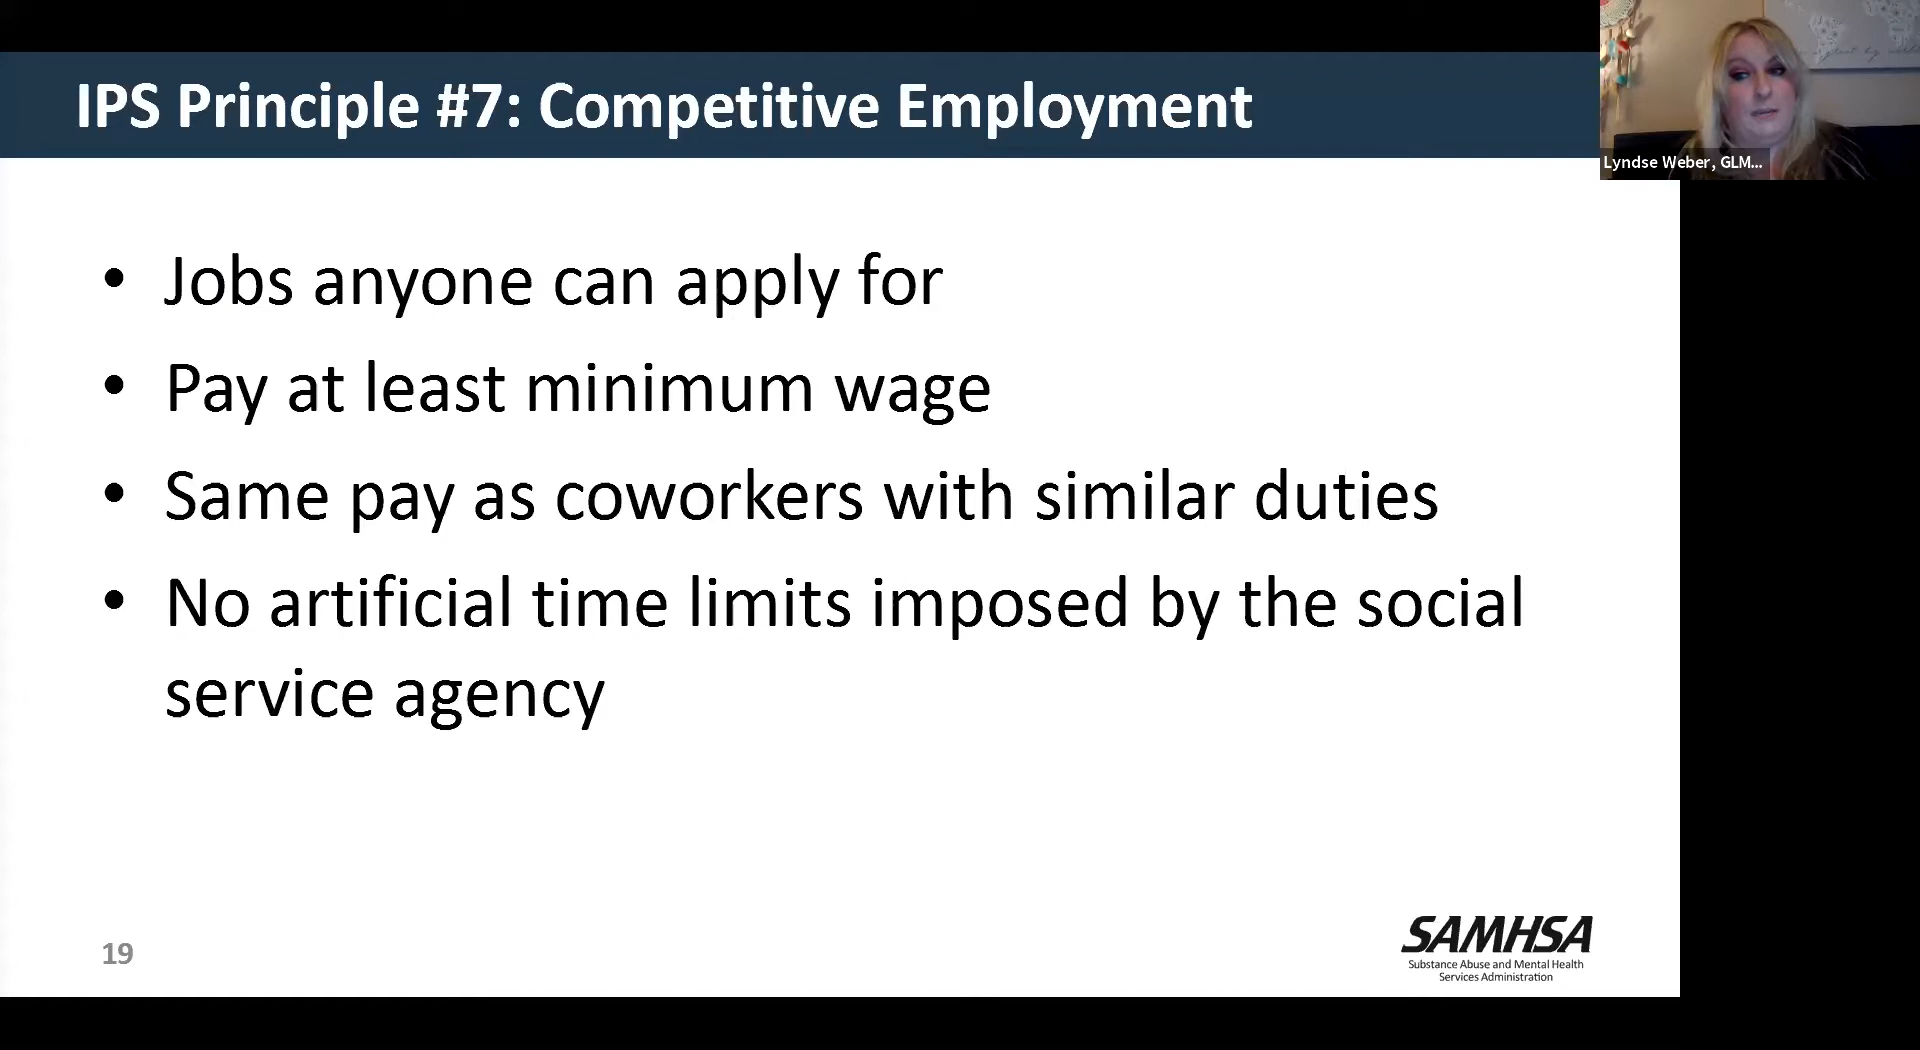 IPS Principle #7: Competitive Employment
Lyndse Weber, GLM...
• Jobs anyone can apply for
• Pay at least minimum wage
• Same pay as coworkers with similar duties
• No artificial time limits imposed by the social
service agency
19
SAMHSA
Substance Abuse and Mental Health
Services Administration